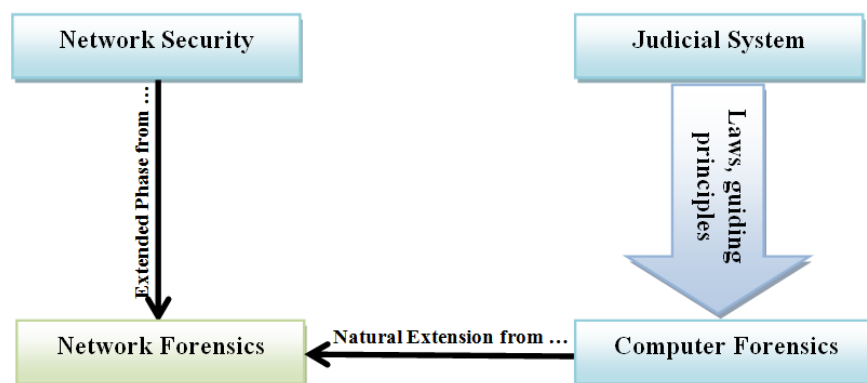 Network Security
Judicial System
Extended Phase from ...
Laws, guiding
principles
Natural Extension from ...
Network Forensics
Computer Forensics